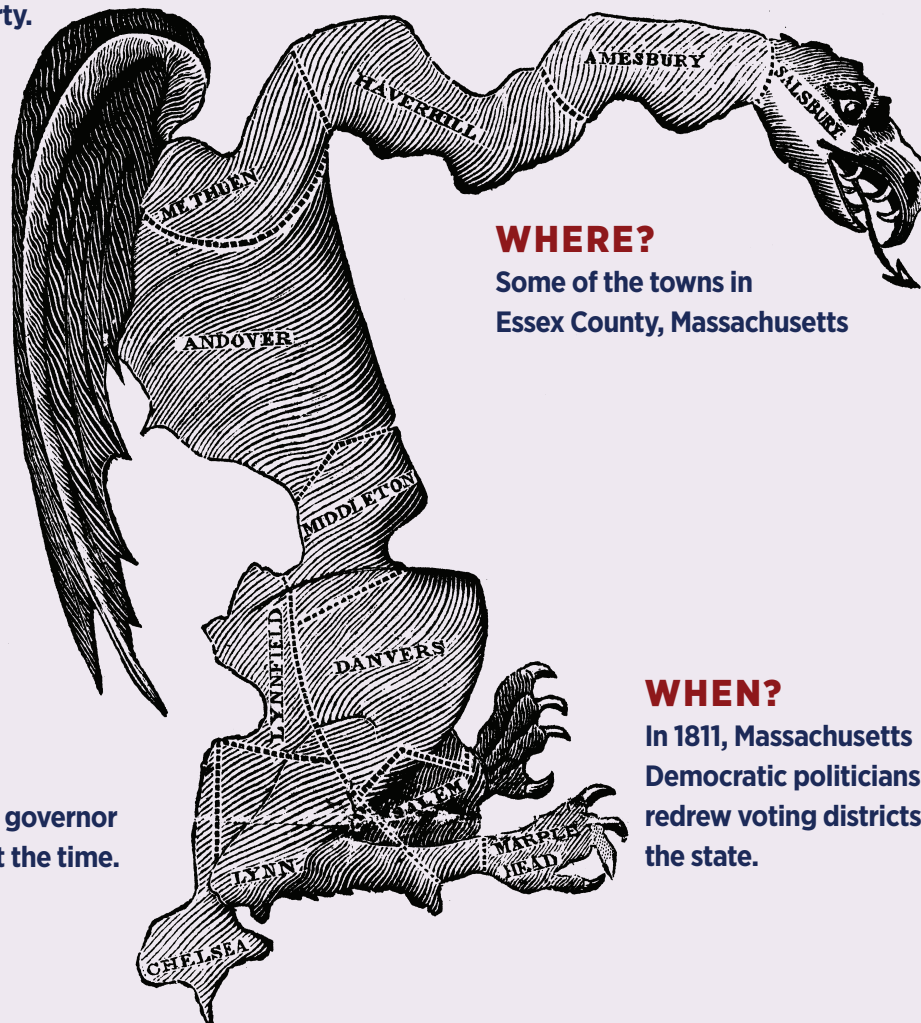 rty.
AMESBURY
SALSBURY
HAVERHILL
METHUEN
WHERE?
Some of the towns in
Essex County, Massachusetts
ANDOVER
MIDDLETON
LYNNFIELD
DANVERS
WHEN?
In 1811, Massachusetts
Democratic politicians
redrew voting districts
the state.
governor
t the time.
SALEM
MARBLE
HEAD
LYNN
CHELSEA